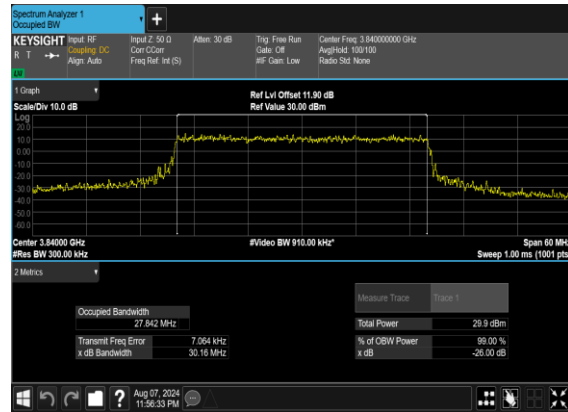 Spectrum Analyzer 1
Occupied BW
+
KEYSIGHT
R T
Input: RF
Coupling: DC
Align: Auto
Input Z: 50 Ω
Corr CCorr
Freq Ref: Int (S)
Atten: 30 dB
Trig: Free Run
Gate: Off
#IF Gain: Low
Center Freq: 3.840000000 GHz
Avg|Hold: 100/100
Radio Std: None
1 Graph
Scale/Div 10.0 dB
Ref Lvl Offset 11.90 dB
Ref Value 30.00 dBm
Log
20.0
10.0
0.00
-10.0
-20.0
-30.0
-40.0
-50.0
-60.0
Center 3.84000 GHz
#Res BW 300.00 kHz
#Video BW 910.00 kHz*
Span 60 MHz
Sweep 1.00 ms (1001 pts
2 Metrics
Measure Trace
Trace 1
Occupied Bandwidth
27.842 MHz
Total Power
29.9 dBm
Transmit Freq Error
7.064 kHz
% of OBW Power
99.00 %
x dB Bandwidth
30.16 MHz
x dB
-26.00 dB
?
Aug 07, 2024
11:56:33 PM